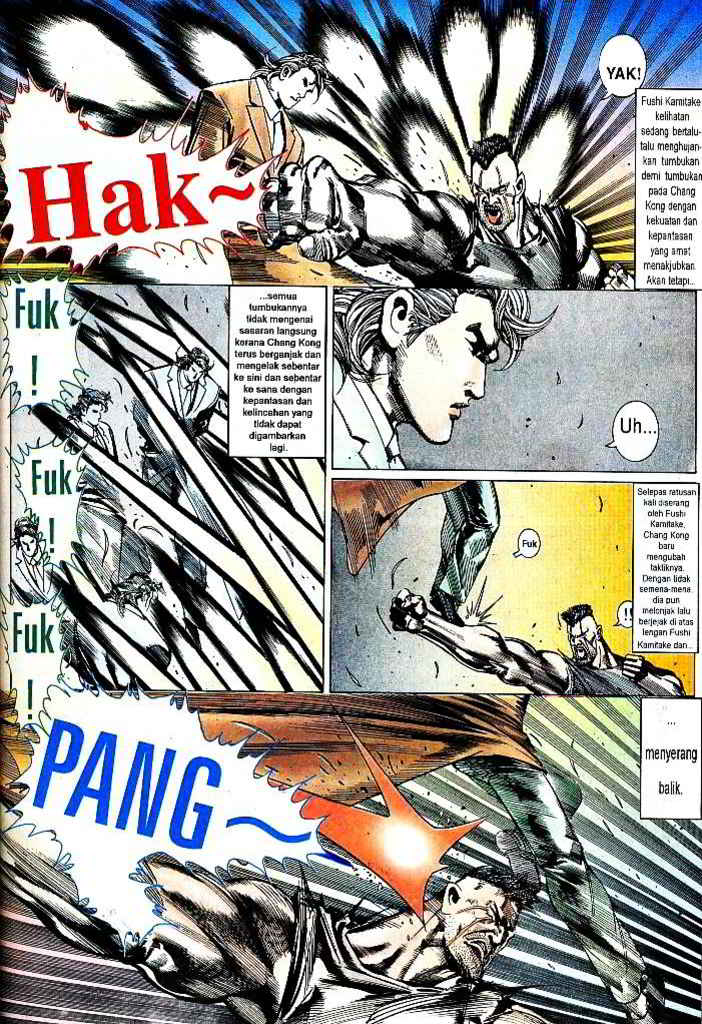 YAK!
Fushi Kamitake
kelihatan
sedang bertalu-
talu menghujan-
kan tumbukan
demi tumbukan
pada Chang
Kong dengan
kekuatan dan
kepantasan
yang amat
menakjubkan.
Akan tetapi...
Hak~
Fuk
!
Fuk
!
Fuk
!
...semua
tumbukannya
tidak mengenai
sasaran langsung
kerana Chang Kong
terus berganjak dan
mengelak sebentar
ke sini dan sebentar
ke sana dengan
kepantasan dan
kelincahan yang
tidak dapat
digambarkan
lagi.
Uh...
Selepas ratusan
kali diserang
oleh Fushi
Kamitake,
Chang Kong
baru
mengubah
taktiknya.
Dengan tidak
semena-mena,
dia pun
melonjak lalu
berjejak di atas
lengan Fushi
Kamitake dan...
Fuk
!!
PANG~
...
menyerang
balik.